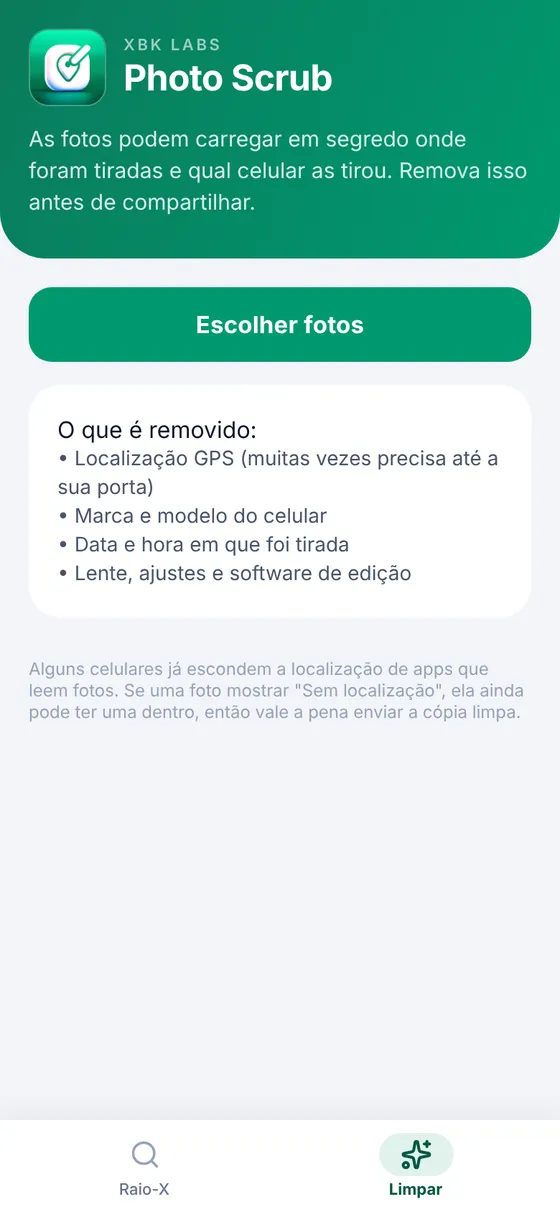 XBK LABS
Photo Scrub
As fotos podem carregar em segredo onde
foram tiradas e qual celular as tirou. Remova isso
antes de compartilhar.
Escolher fotos
O que é removido:
• Localização GPS (muitas vezes precisa até a
sua porta)
• Marca e modelo do celular
• Data e hora em que foi tirada
• Lente, ajustes e software de edição
Alguns celulares já escondem a localização de apps que
leem fotos. Se uma foto mostrar "Sem localização", ela ainda
pode ter uma dentro, então vale a pena enviar a cópia limpa.
Raio-X
Limpar